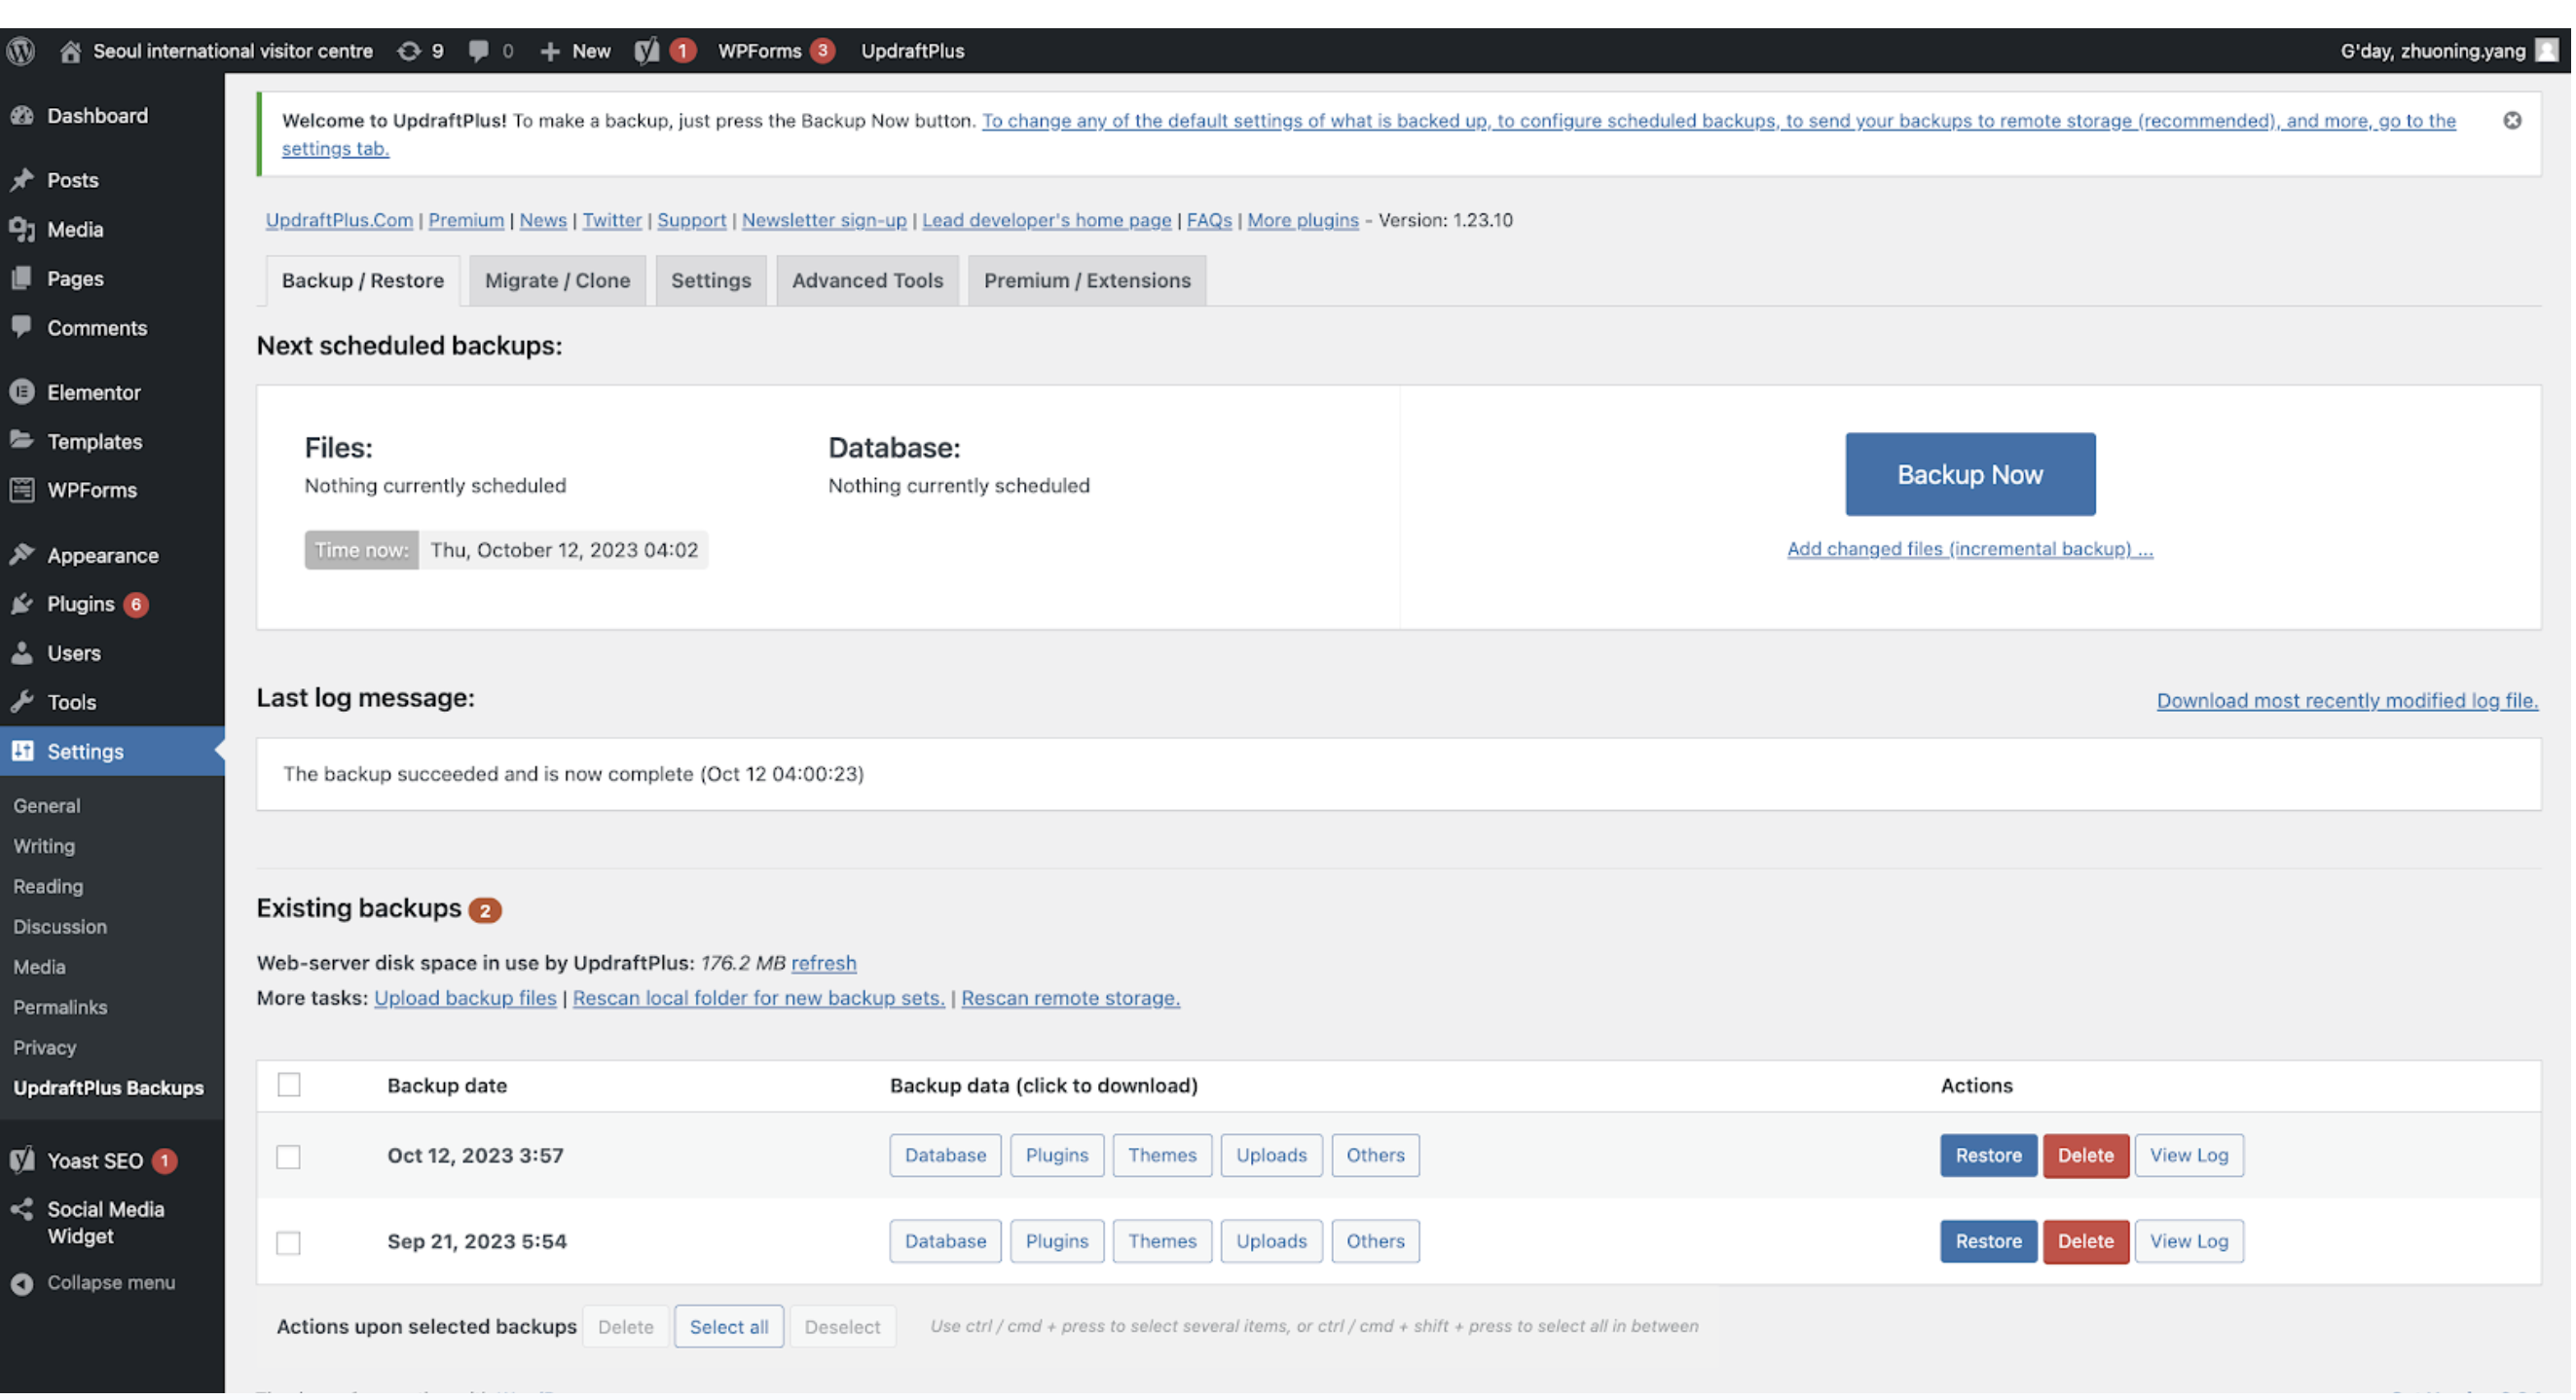 Seoul international visitor centre 9 0 + New 1 WPForms 3 UpdraftPlus G'day, zhuoning.yang
Dashboard
Posts
Media
Pages
Comments
Elementor
Templates
WPForms
Appearance
Plugins 6
Users
Tools
Settings
General
Writing
Reading
Discussion
Media
Permalinks
Privacy
UpdraftPlus Backups
Yoast SEO 1
Social Media
Widget
Collapse menu
Welcome to UpdraftPlus! To make a backup, just press the Backup Now button. To change any of the default settings of what is backed up, to configure scheduled backups, to send your backups to remote storage (recommended), and more, go to the
settings tab.
UpdraftPlus.Com | Premium | News | Twitter | Support | Newsletter sign-up | Lead developer's home page | FAQs | More plugins - Version: 1.23.10
Backup / Restore Migrate / Clone Settings Advanced Tools Premium / Extensions
Next scheduled backups:
Files: Database:
Nothing currently scheduled Nothing currently scheduled
Time now: Thu, October 12, 2023 04:02
Backup Now
Add changed files (incremental backup) ...
Last log message: Download most recently modified log file.
The backup succeeded and is now complete (Oct 12 04:00:23)
Existing backups 2
Web-server disk space in use by UpdraftPlus: 176.2 MB refresh
More tasks: Upload backup files | Rescan local folder for new backup sets. | Rescan remote storage.
Backup date Backup data (click to download) Actions
Oct 12, 2023 3:57 Database Plugins Themes Uploads Others Restore Delete View Log
Sep 21, 2023 5:54 Database Plugins Themes Uploads Others Restore Delete View Log
Actions upon selected backups Delete Select all Deselect Use ctrl / cmd + press to select several items, or ctrl / cmd + shift + press to select all in between